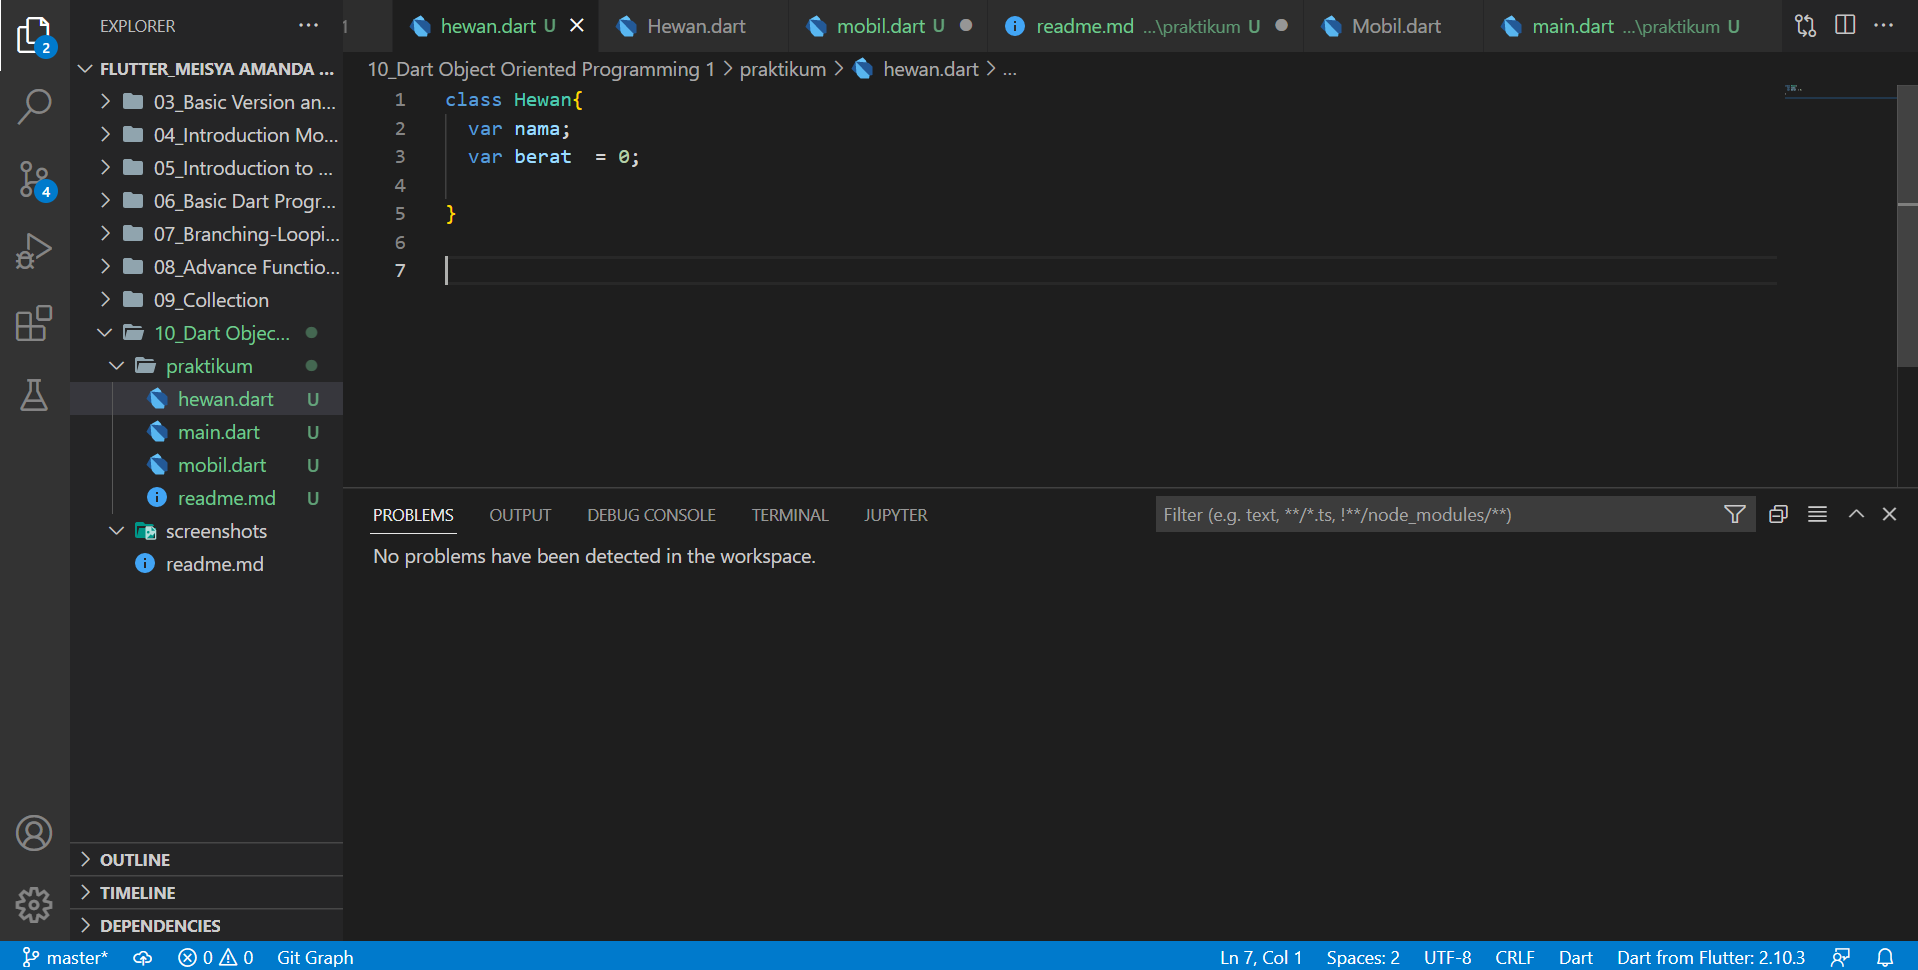 EXPLORER ...
hewan.dart U
Hewan.dart
mobil.dart U
readme.md ...\praktikum U
Mobil.dart
main.dart ...\praktikum U
2
4
FLUTTER_MEISYA AMANDA ...
03_Basic Version an...
04_Introduction Mo...
05_Introduction to ...
06_Basic Dart Progr...
07_Branching-Loopi...
08_Advance Functio...
09_Collection
10_Dart Objec...
praktikum
hewan.dart U
main.dart U
mobil.dart U
readme.md U
screenshots
readme.md
OUTLINE
TIMELINE
DEPENDENCIES
10_Dart Object Oriented Programming 1 > praktikum > hewan.dart > ...
1 class Hewan{
2 var nama;
3 var berat  = 0;
4
5 }
6
7
PROBLEMS OUTPUT DEBUG CONSOLE TERMINAL JUPYTER
Filter (e.g. text, **/*.ts, !**/node_modules/**)
No problems have been detected in the workspace.
master* 0 0 Git Graph
Ln 7, Col 1 Spaces: 2 UTF-8 CRLF Dart Dart from Flutter: 2.10.3